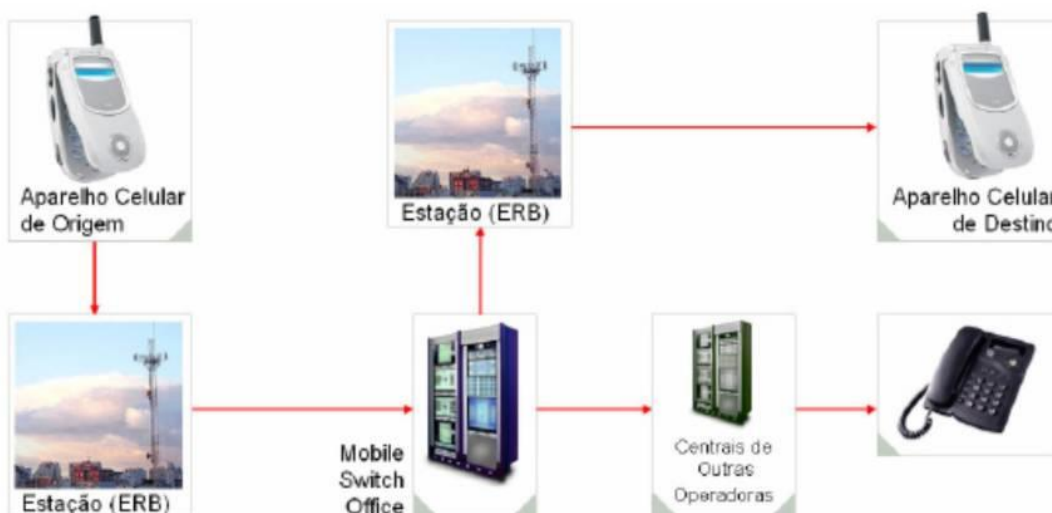 Aparelho Celular
de Origem
Estação (ERB)
Aparelho Celular
de Destino
Estação (ERB)
Mobile
Switch
Office
Centrais de
Outras
Operadoras